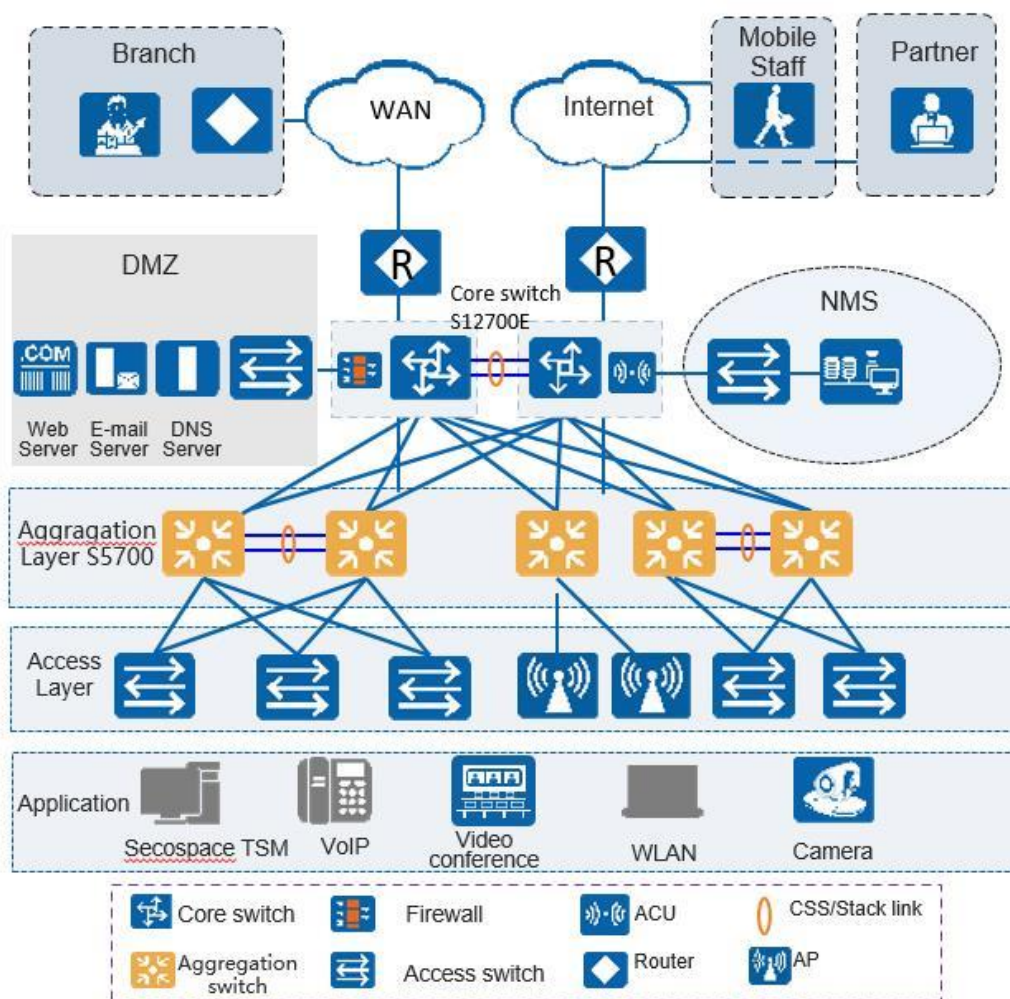 Branch
WAN
Internet
Mobile
Staff
Partner
DMZ
R
R
Core switch
S12700E
NMS
.COM
Web
Server
E-mail
Server
DNS
Server
Aggragation
Layer S5700
Access
Layer
Application
Secospace TSM
VoIP
Video
conference
WLAN
Camera
Core switch
Firewall
ACU
CSS/Stack link
Aggregation
switch
Access switch
Router
AP